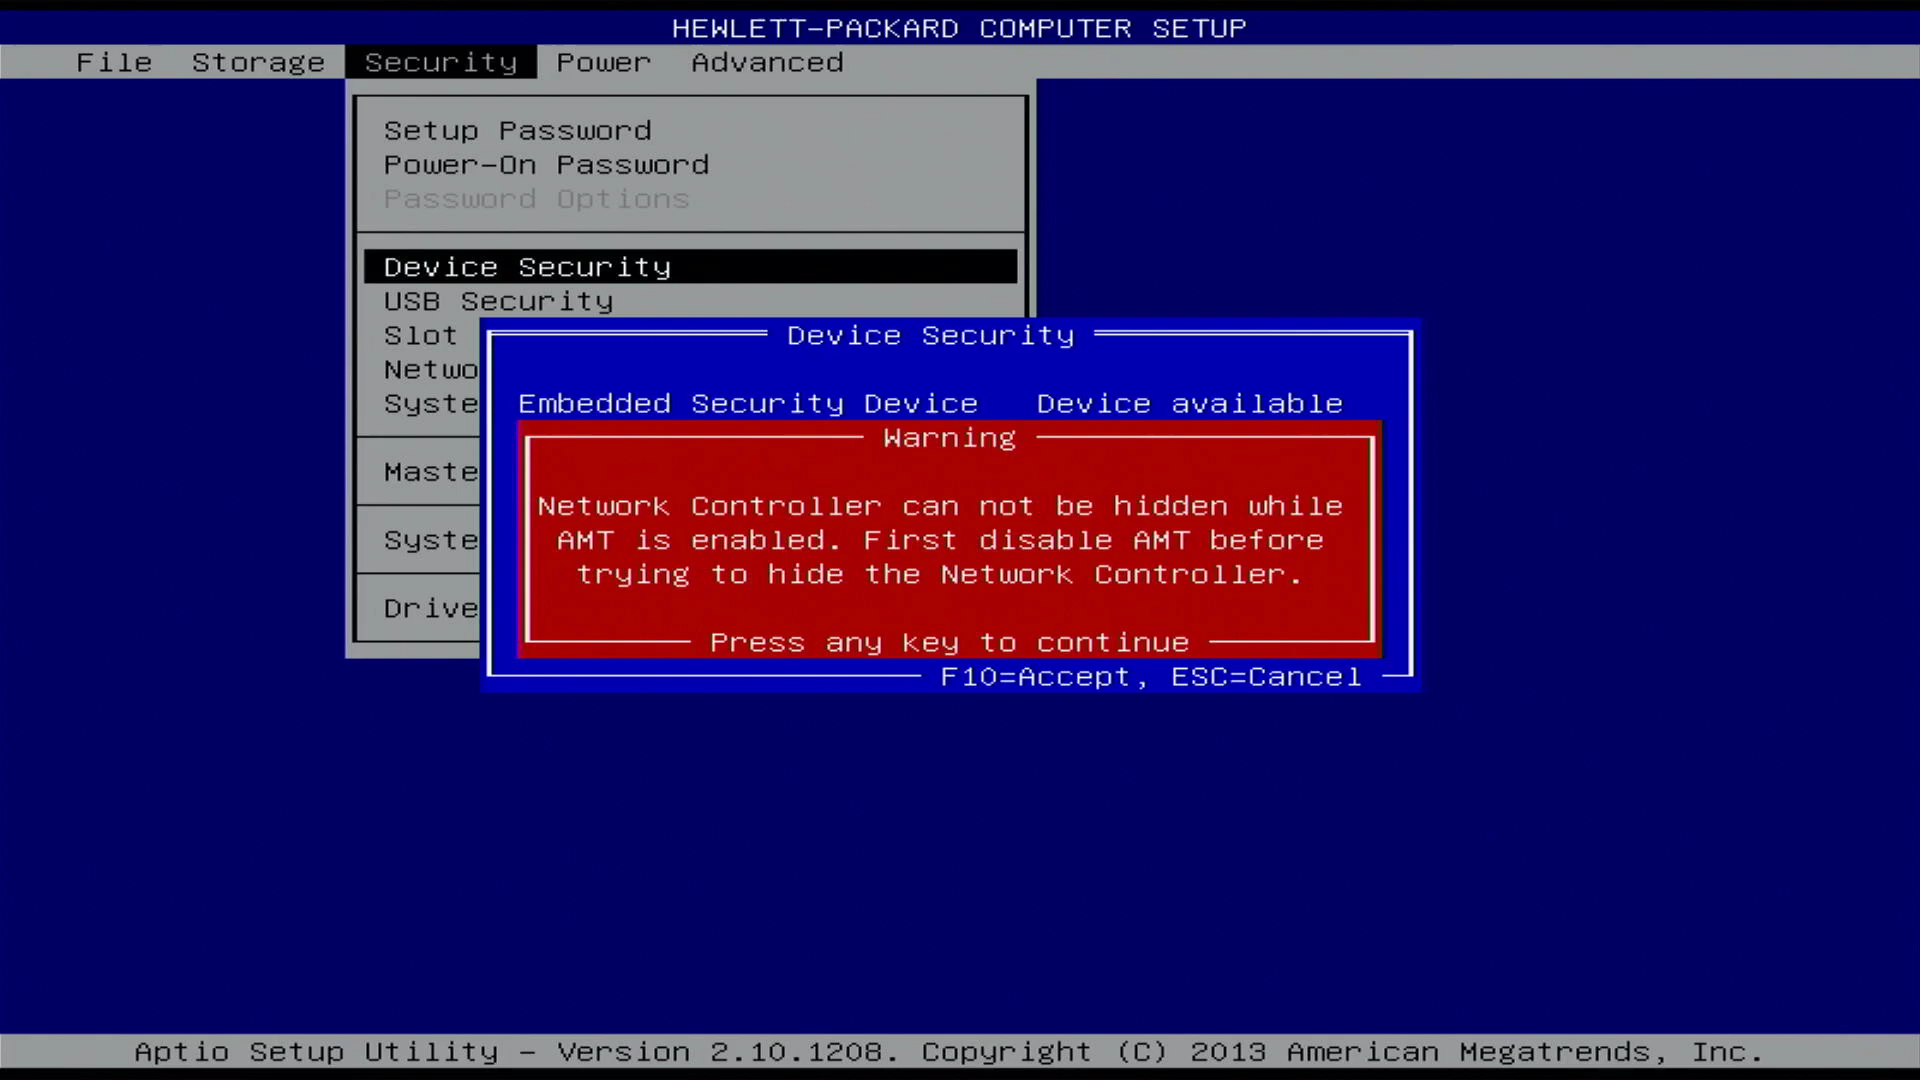 HEWLETT-PACKARD COMPUTER SETUP
File Storage Security Power Advanced
Setup Password
Power-On Password
Password Options
Device Security
USB Security
Slot
Netwo
Syste
Maste
Syste
Drive
Device Security
Embedded Security Device Device available
Warning
Network Controller can not be hidden while
AMT is enabled. First disable AMT before
trying to hide the Network Controller.
Press any key to continue
F10=Accept, ESC=Cancel
Aptio Setup Utility - Version 2.10.1208. Copyright (C) 2013 American Megatrends, Inc.